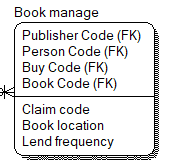 Book manage
Publisher Code (FK)
Person Code (FK)
Buy Code (FK)
Book Code (FK)
Claim code
Book location
Lend frequency